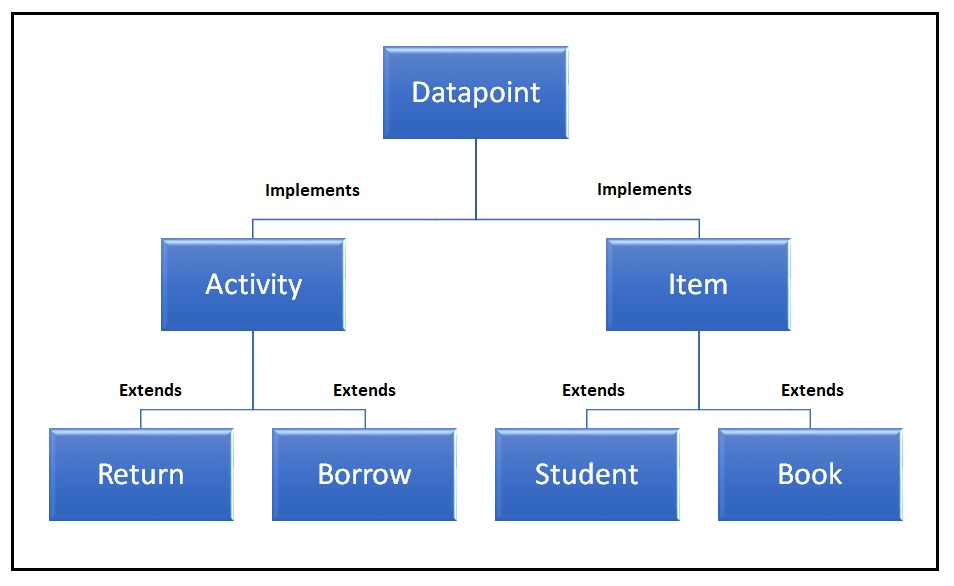 Datapoint
Implements
Implements
Activity
Item
Extends
Extends
Extends
Extends
Return
Borrow
Student
Book